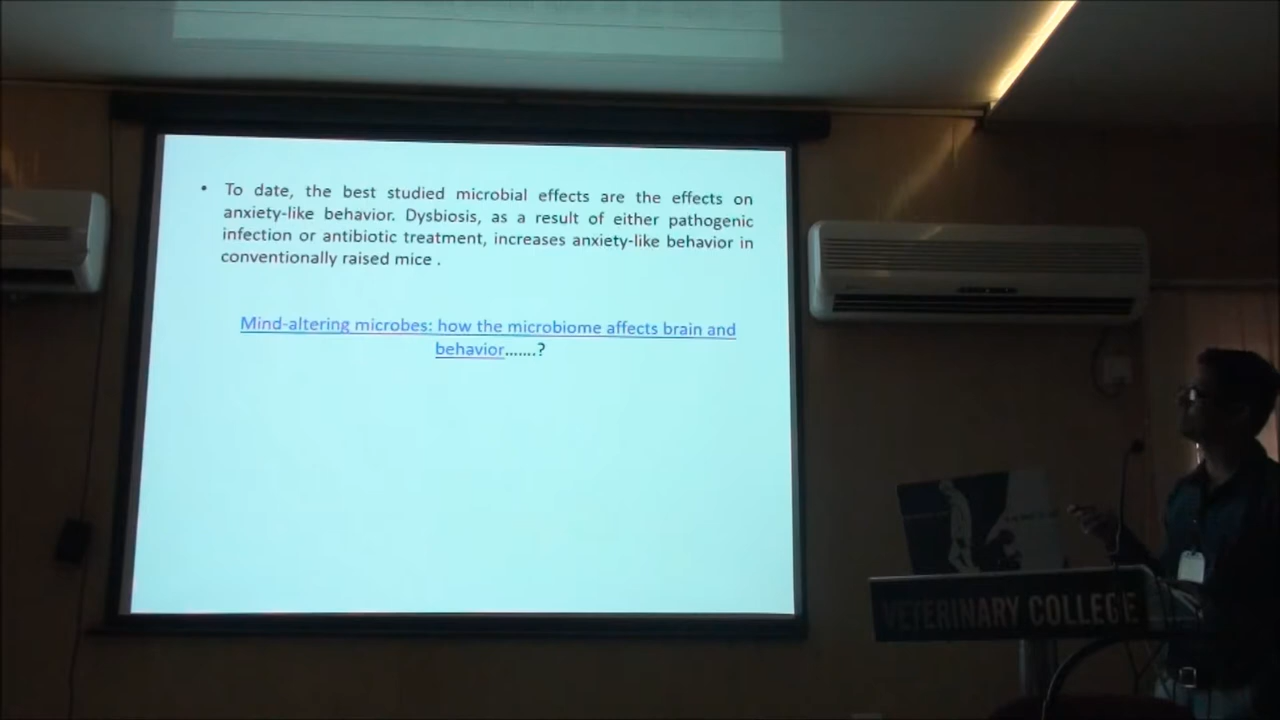 • To date, the best studied microbial effects are the effects on
anxiety-like behavior. Dysbiosis, as a result of either pathogenic
infection or antibiotic treatment, increases anxiety-like behavior in
conventionally raised mice .
Mind-altering microbes: how the microbiome affects brain and
behavior.......?
VETERINARY COLLEGE